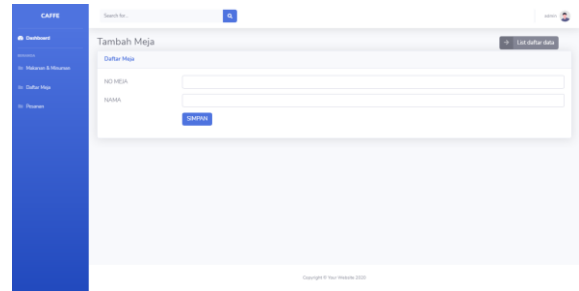 CAFFE
Search for...
admin
Dashboard
Makanan & Minuman
Daftar Meja
Pesanan
Tambah Meja
List daftar data
Daftar Meja
NO MEJA
NAMA
SIMPAN
Copyright © Your Website 2020